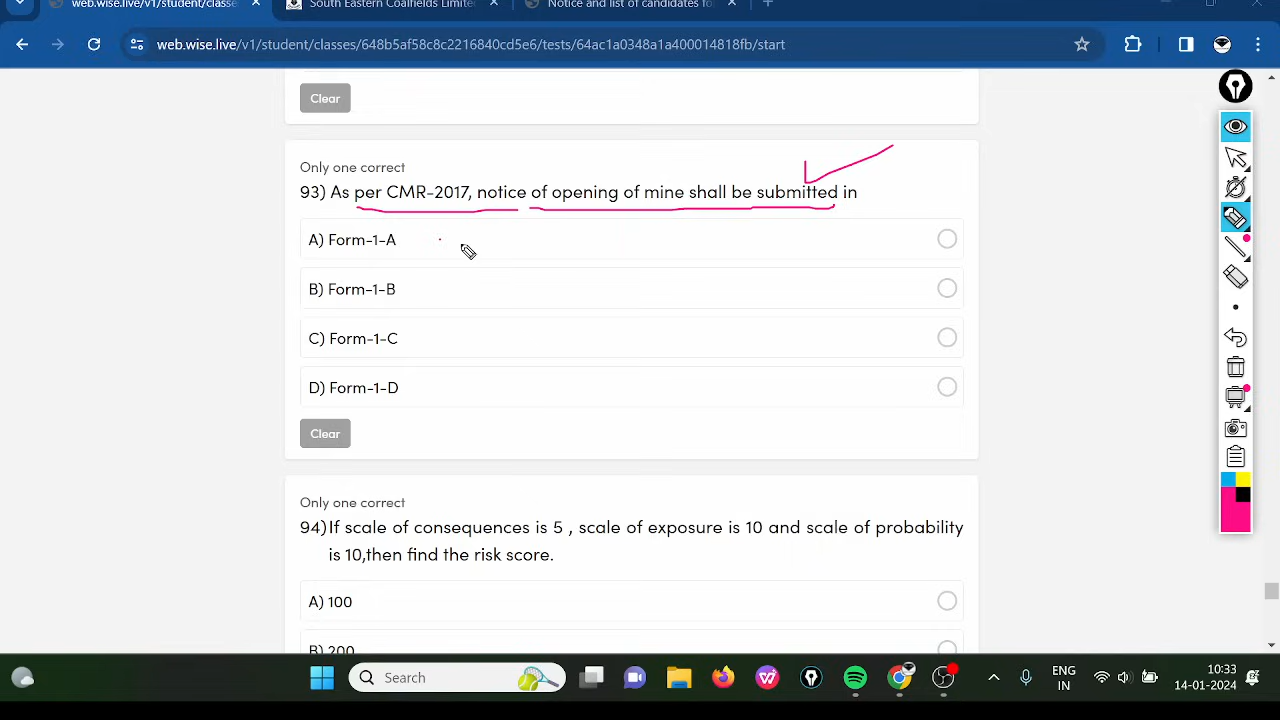 web.wise.live/v1/student/classe
South Eastern Coalfields Limite
Notice and list of candidates fo
web.wise.live/v1/student/classes/648b5af58c8c2216840cd5e6/tests/64ac1a0348a1a400014818fb/start
Clear
Only one correct
93) As per CMR-2017, notice of opening of mine shall be submitted in
A) Form-1-A
B) Form-1-B
C) Form-1-C
D) Form-1-D
Clear
Only one correct
94)If scale of consequences is 5 , scale of exposure is 10 and scale of probability
is 10,then find the risk score.
A) 100
B) 200
Search
ENG
IN
10:33
14-01-2024